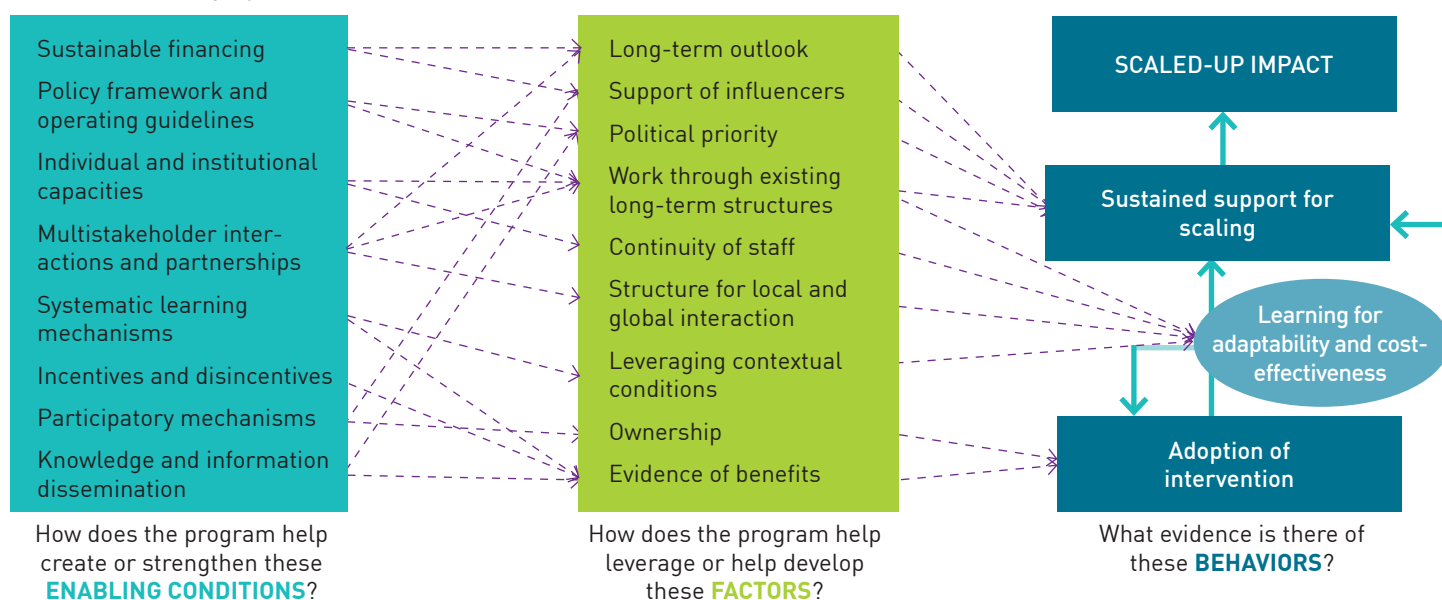 Sustainable financing
Policy framework and
operating guidelines
Individual and institutional
capacities
Multistakeholder inter-
actions and partnerships
Systematic learning
mechanisms
Incentives and disincentives
Participatory mechanisms
Knowledge and information
dissemination
How does the program help
create or strengthen these
ENABLING CONDITIONS?
Long-term outlook
Support of influencers
Political priority
Work through existing
long-term structures
Continuity of staff
Structure for local and
global interaction
Leveraging contextual
conditions
Ownership
Evidence of benefits
How does the program help
leverage or help develop
these FACTORS?
SCALED-UP IMPACT
Sustained support for
scaling
Learning for
adaptability and cost-
effectiveness
Adoption of
intervention
What evidence is there of
these BEHAVIORS?